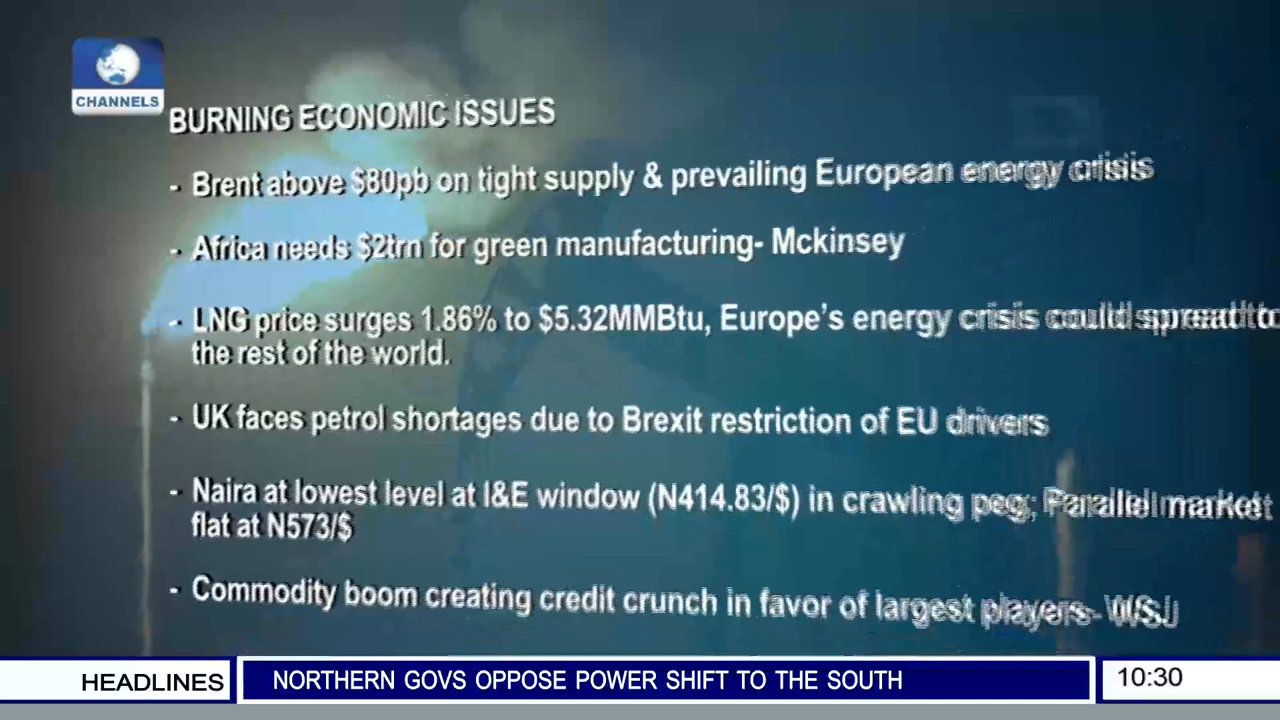 CHANNELS
BURNING ECONOMIC ISSUES
- Brent above $80pb on tight supply & prevailing European energy crisis
- Africa needs $2trn for green manufacturing- Mckinsey
- LNG price surges 1.86% to $5.32MMBtu, Europe's energy crisis could spread to
the rest of the world.
- UK faces petrol shortages due to Brexit restriction of EU drivers
- Naira at lowest level at I&E window (N414.83/$) in crawling peg; Parallel market
flat at N573/$
- Commodity boom creating credit crunch in favor of largest players- WSJ
HEADLINES
NORTHERN GOVS OPPOSE POWER SHIFT TO THE SOUTH
10:30